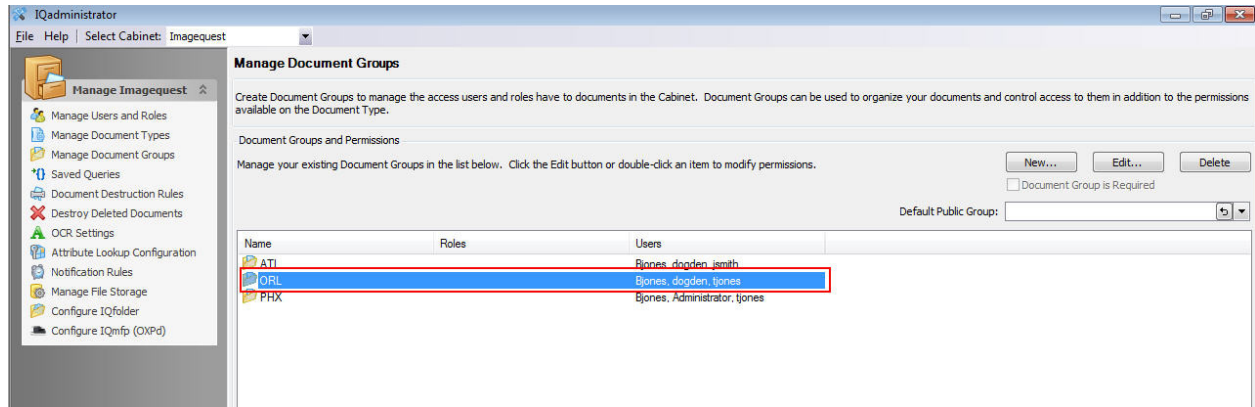 IQadministrator
File Help Select Cabinet: Imagequest
Manage Imagequest
Manage Users and Roles
Manage Document Types
Manage Document Groups
Saved Queries
Document Destruction Rules
Destroy Deleted Documents
OCR Settings
Attribute Lookup Configuration
Notification Rules
Manage File Storage
Configure IQfolder
Configure IQmfp (OXPd)
Manage Document Groups
Create Document Groups to manage the access users and roles have to documents in the Cabinet. Document Groups can be used to organize your documents and control access to them in addition to the permissions
available on the Document Type.
Document Groups and Permissions
Manage your existing Document Groups in the list below. Click the Edit button or double-click an item to modify permissions.
New... Edit... Delete
Document Group is Required
Default Public Group:
Name Roles Users
ATL Bjones, dogden, jsmith
ORL Bjones, dogden, tjones
PHX Bjones, Administrator, tjones